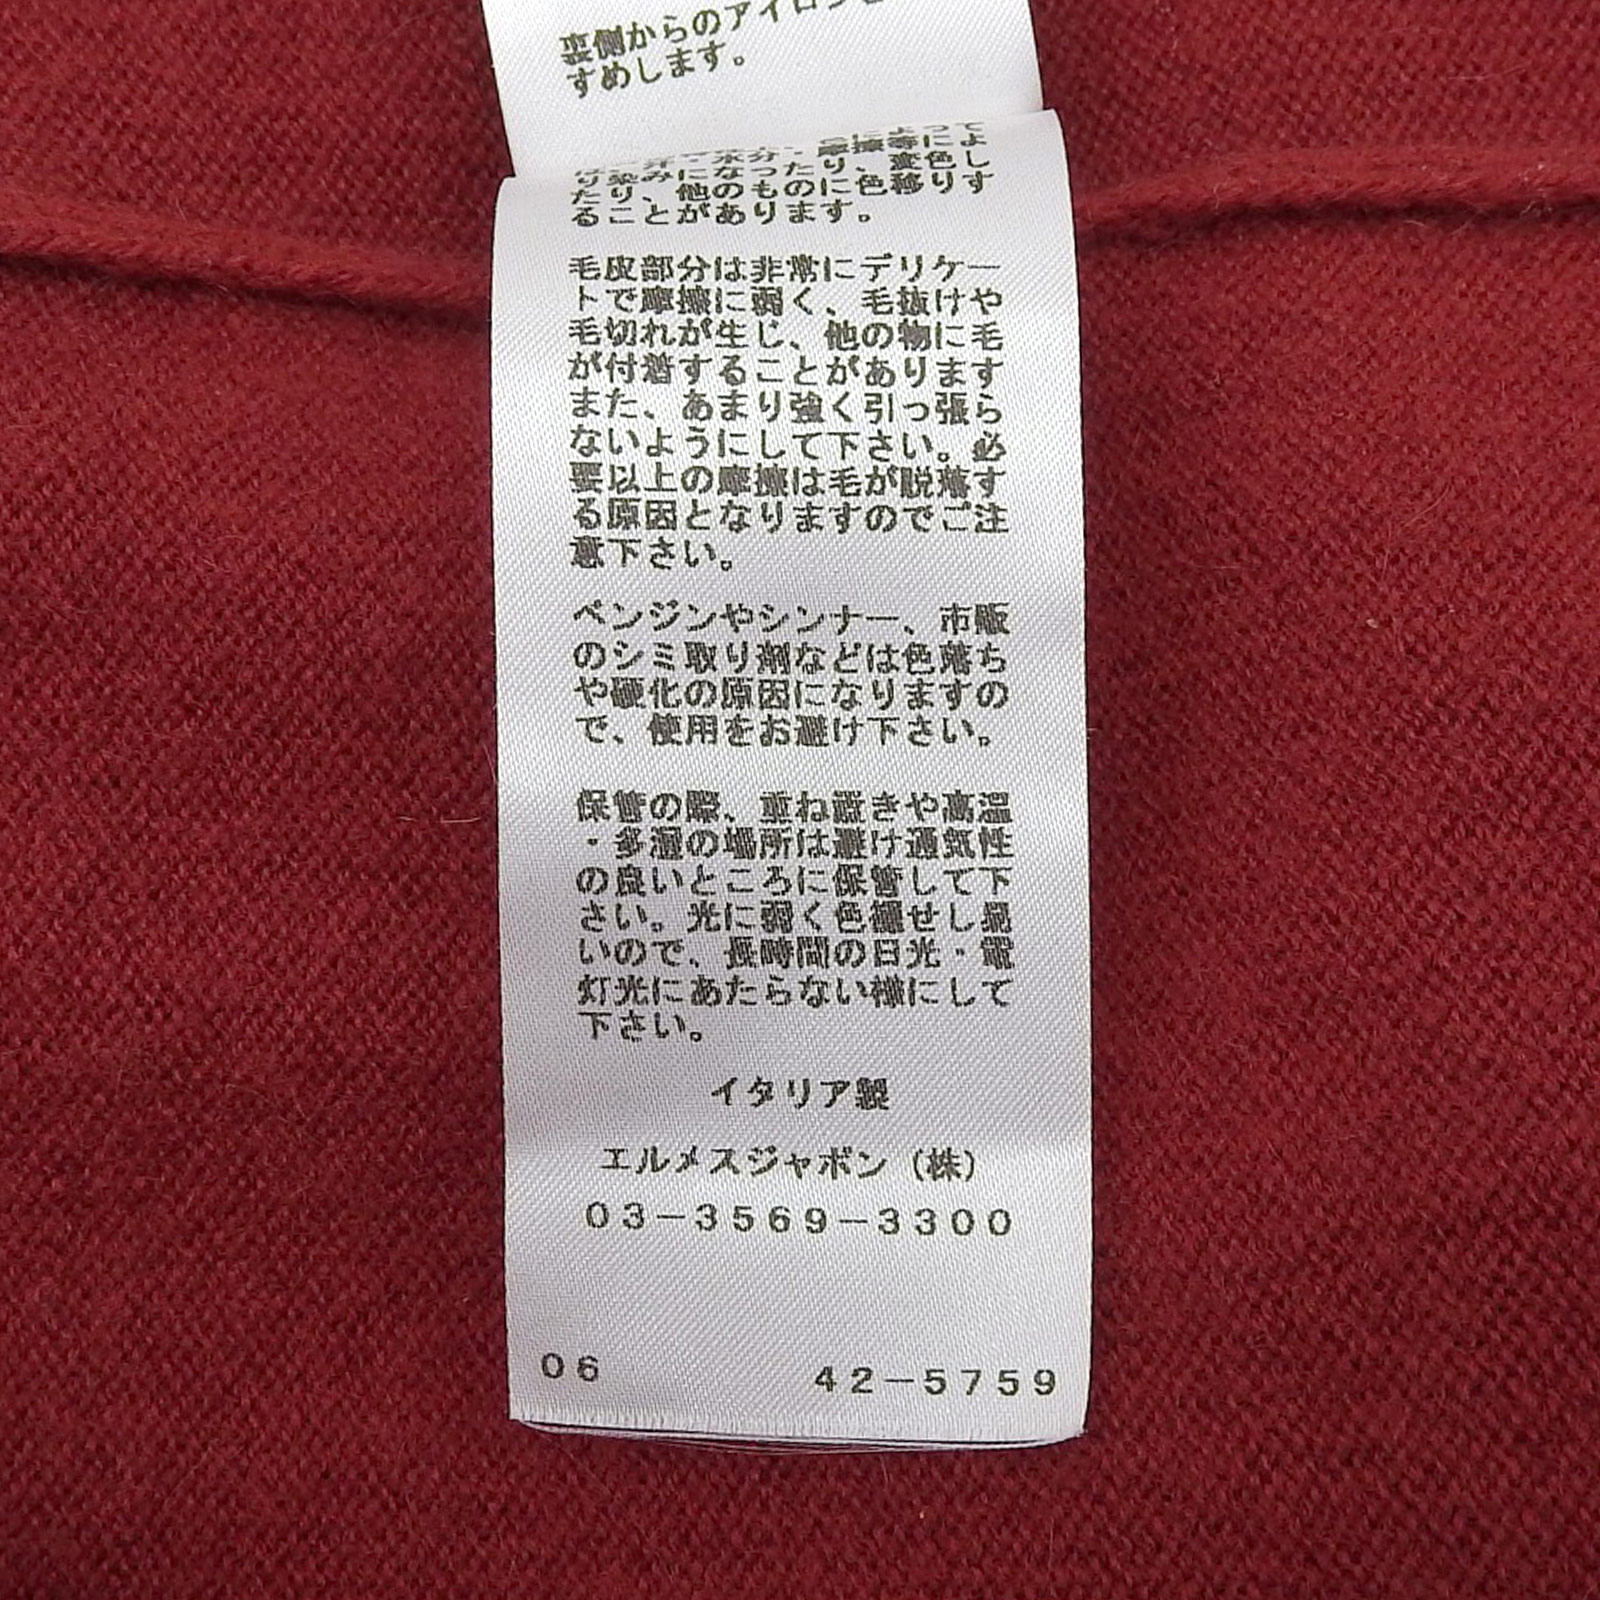 裏側からのアイロンを
すめします。
たり、他のものに色移りす
ることがあります。
毛皮部分は非常にデリケー
トで摩擦に弱く、毛抜けや
毛切れが生じ、他の物に毛
が付着することがあります
また、あまり強く引っ張ら
ないようにして下さい。必
要以上の摩擦は毛が脱落す
る原因となりますのでご注
意下さい。
ベンジンやシンナー、市販
のシミ取り剤などは色落ち
や硬化の原因になりますの
で、使用をお避け下さい。
保管の際、重ね置きや高温
・多湿の場所は避け通気性
の良いところに保管して下
さい。光に弱く色褪せし易
いので、長時間の日光・電
灯光にあたらない様にして
下さい。
イタリア製
エルメスジャポン（株）
03-3569-3300
06 42-5759